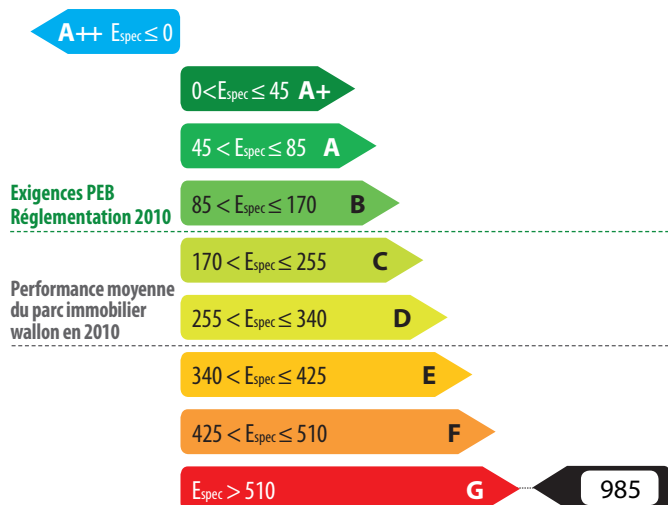 A++ Espec ≤ 0
0<Espec ≤ 45 A+
45 < Espec ≤ 85 A
Exigences PEB
Réglementation 2010
85 < Espec ≤ 170 B
170 < Espec ≤ 255 C
Performance moyenne
du parc immobilier
wallon en 2010
255 < Espec ≤ 340 D
340 < Espec ≤ 425 E
425 < Espec ≤ 510 F
Espec > 510 G 985